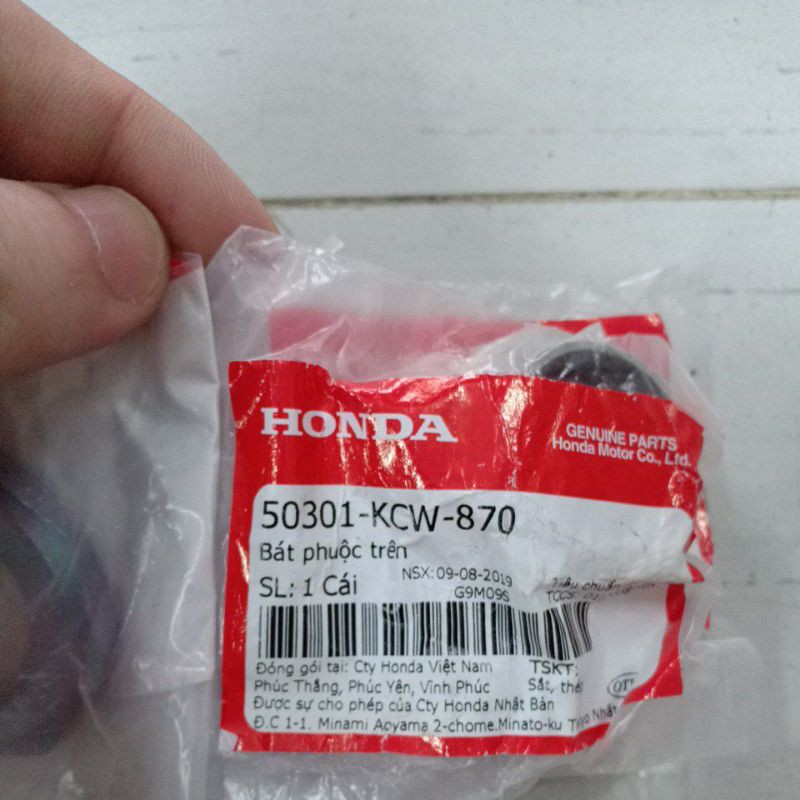 HONDA
GENUINE PARTS
Honda Motor Co., Ltd.
50301-KCW-870
Bát phuộc trên
NSX: 09-08-2019
SL: 1 Cái
G9M09S
TCCS:
Đóng gói tại: Cty Honda Việt Nam
TSKT:
Phúc Thắng, Phúc Yên, Vĩnh Phúc
Sắt,
Được sự cho phép của Cty Honda Nhật Bản
Đ.C 1-1. Minami Aoyama 2-chome.Minato-ku Nhật